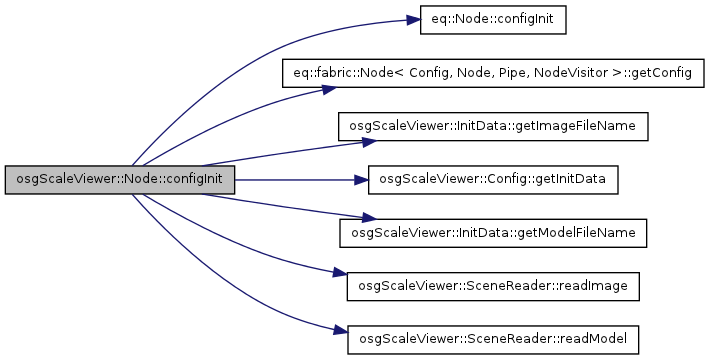 eq::Node::configInit
eq::fabric::Node< Config, Node, Pipe, NodeVisitor >::getConfig
osgScaleViewer::InitData::getImageFileName
osgScaleViewer::Node::configInit
osgScaleViewer::Config::getInitData
osgScaleViewer::InitData::getModelFileName
osgScaleViewer::SceneReader::readImage
osgScaleViewer::SceneReader::readModel